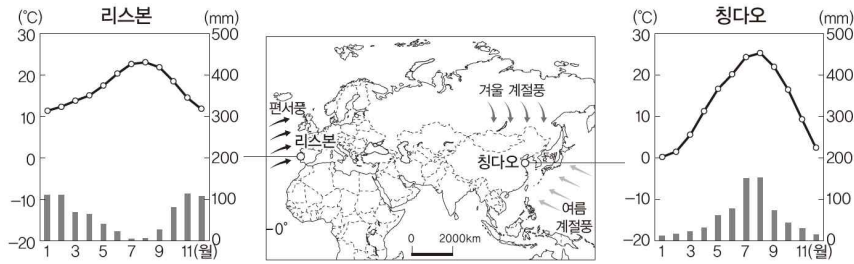 (℃) 리스본 (mm)
30 500
20 400
10 300
0 200
-10 100
-20 0
1 3 5 7 9 11(월)
편서풍
리스본
겨울 계절풍
칭다오
여름
계절풍
0°
0 2000km
(℃) 칭다오 (mm)
30 500
20 400
10 300
0 200
-10 100
-20 0
1 3 5 7 9 11(월)